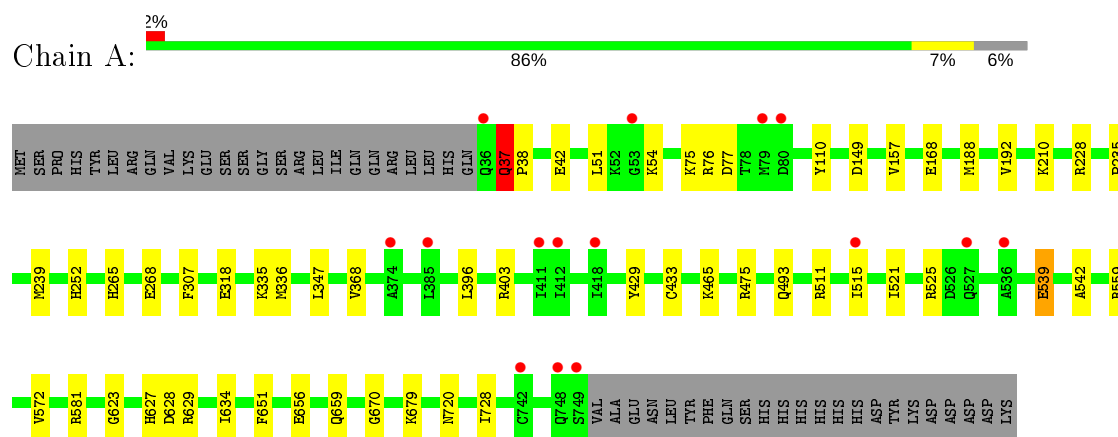 2%
Chain A:
86% 7% 6%
MET SER PRO HIS TYR LEU ARG GLN VAL LYS GLU SER SER GLY SER ARG LEU ILE GLN GLN ARG LEU LEU HIS GLN Q36 Q37 P38 E42 L51 K52 G53 K54 K75 R76 D77 T78 M79 D80 Y110 D149 V157 E168 M188 V192 K210 R228
M239 H252 H265 E268 F307 E318 K335 M336 L347 V368 A374 L385 L396 R403 I411 I412 I418 Y429 C433 K465 R475 Q493 R511 I515 I521 R525 D526 Q527 A536 E539 A542
V572 R581 G623 H627 D628 R629 I634 F651 E656 Q659 G670 K679 N720 I728 C742 Q748 S749 VAL ALA GLU ASN LEU TYR PHE GLN SER HIS HIS HIS HIS HIS HIS ASP TYR LYS ASP ASP ASP ASP LYS